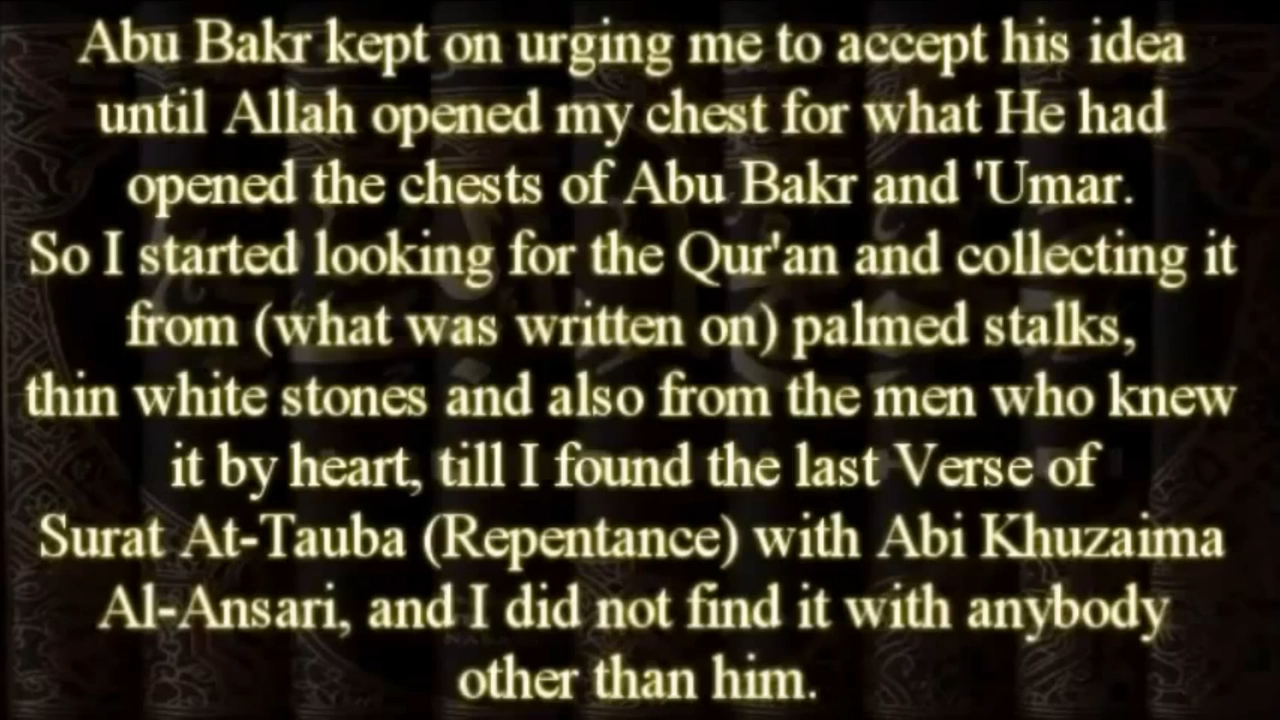 Abu Bakr kept on urging me to accept his idea
until Allah opened my chest for what He had
opened the chests of Abu Bakr and 'Umar.
So I started looking for the Qur'an and collecting it
from (what was written on) palmed stalks,
thin white stones and also from the men who knew
it by heart, till I found the last Verse of
Surat At-Tauba (Repentance) with Abi Khuzaima
Al-Ansari, and I did not find it with anybody
other than him.